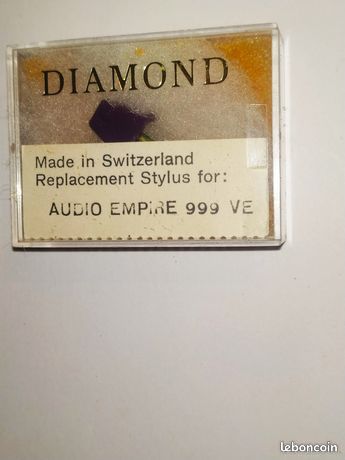 DIAMOND
Made in Switzerland
Replacement Stylus for:
AUDIO EMPIRE 999 VE
leboncoin